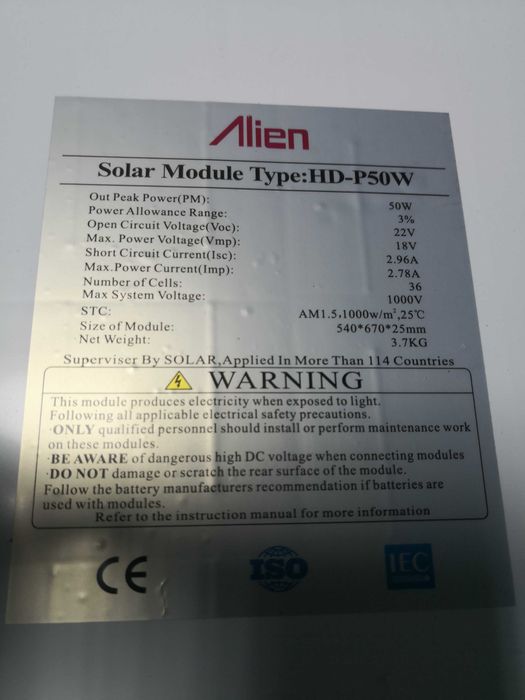 Alien
Solar Module Type:HD-P50W
Out Peak Power(PM): 50W
Power Allowance Range: 3%
Open Circuit Voltage(Voc): 22V
Max. Power Voltage(Vmp): 18V
Short Circuit Current(Isc): 2.96A
Max.Power Current(Imp): 2.78A
Number of Cells: 36
Max System Voltage: 1000V
STC: AM1.5,1000w/m²,25℃
Size of Module: 540*670*25mm
Net Weight: 3.7KG
Superviser By SOLAR,Applied In More Than 114 Countries
WARNING
This module produces electricity when exposed to light.
Following all applicable electrical safety precautions.
·ONLY qualified personnel should install or perform maintenance work
on these modules.
·BE AWARE of dangerous high DC voltage when connecting modules
·DO NOT damage or scratch the rear surface of the module.
Follow the battery manufacturers recommendation if batteries are
used with modules.
Refer to the instruction manual for more information
CE ISO IEC